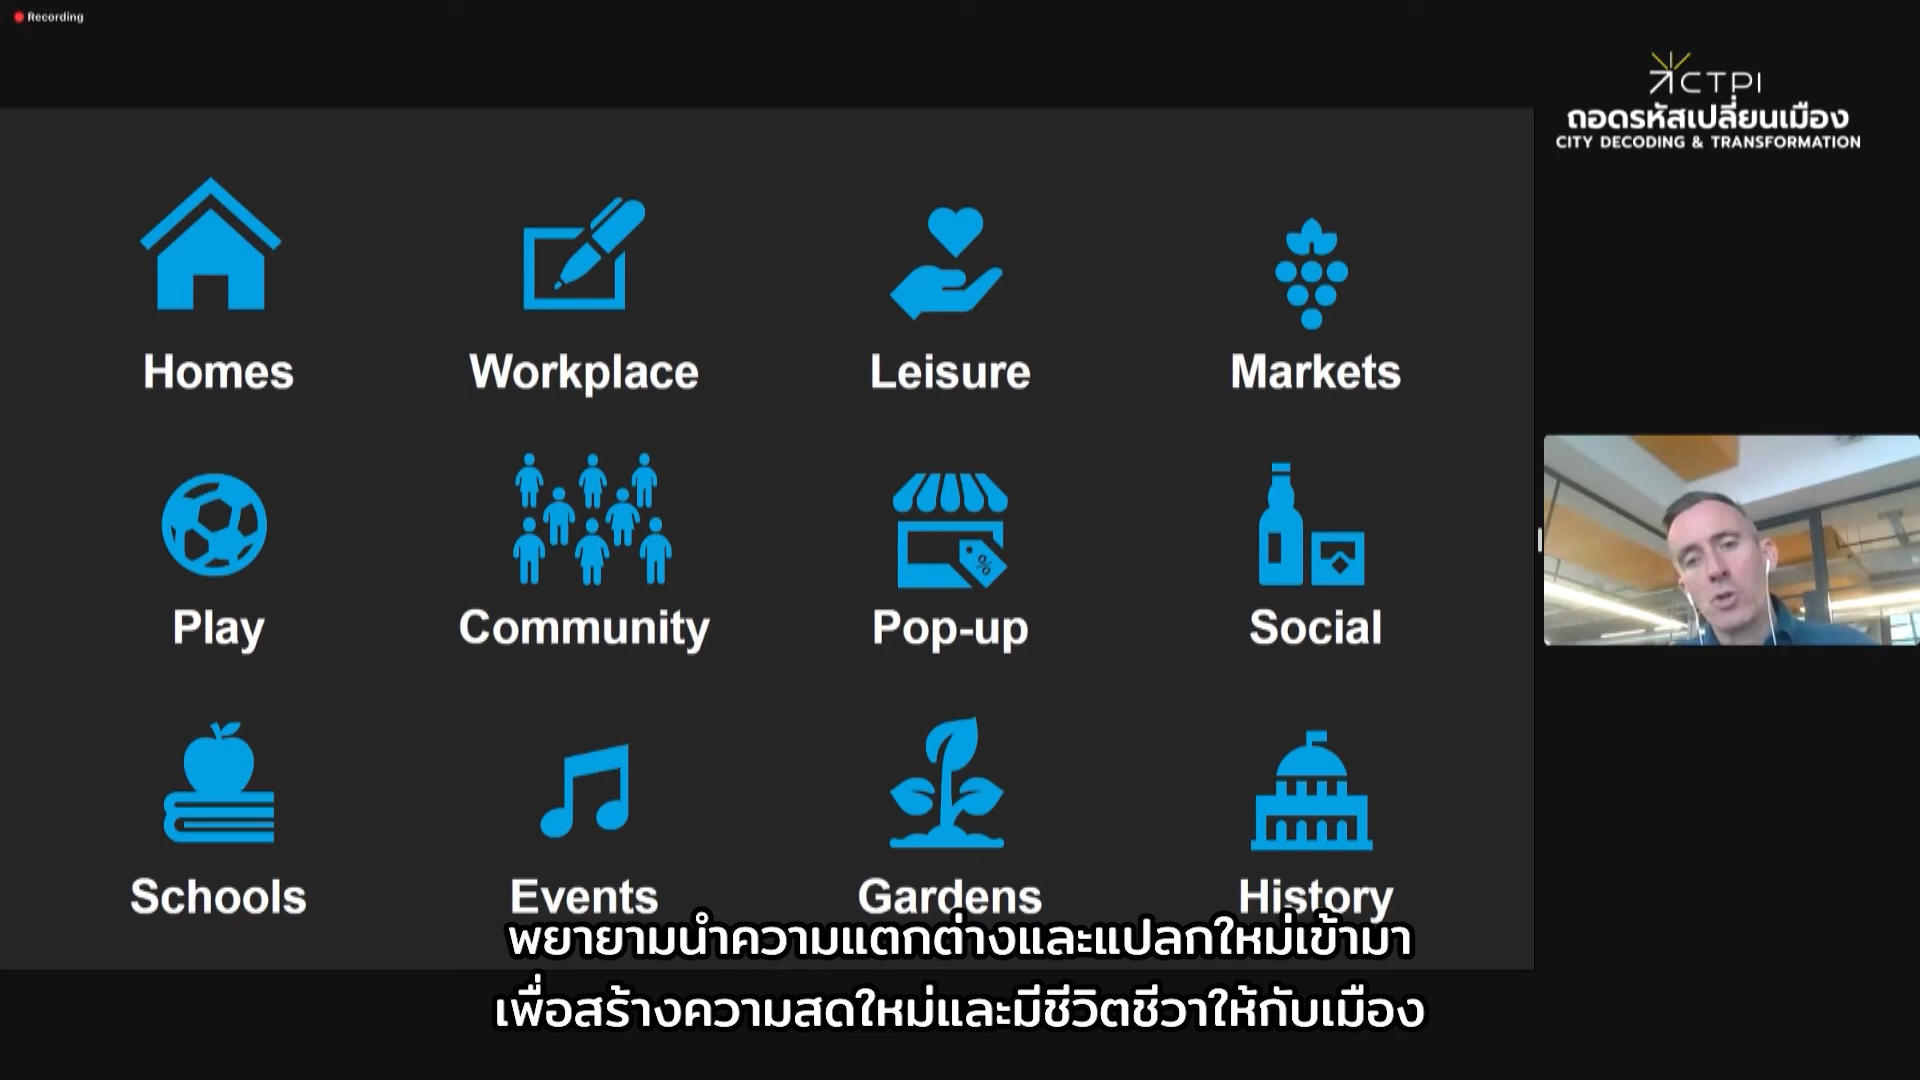 Recording
CTPI
ถอดรหัสเปลี่ยนเมือง
CITY DECODING & TRANSFORMATION
Homes
Workplace
Leisure
Markets
Play
Community
Pop-up
Social
Schools
Events
Gardens
History
พยายามนำความแตกต่างและแปลกใหม่เข้ามา
เพื่อสร้างความสดใหม่และมีชีวิตชีวาให้กับเมือง